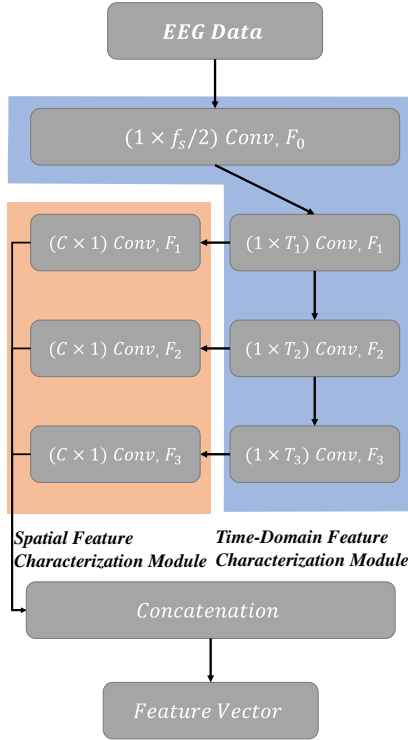 EEG Data
(1 × f_s/2) Conv, F_0
(C × 1) Conv, F_1
(1 × T_1) Conv, F_1
(C × 1) Conv, F_2
(1 × T_2) Conv, F_2
(C × 1) Conv, F_3
(1 × T_3) Conv, F_3
Spatial Feature
Characterization Module
Time-Domain Feature
Characterization Module
Concatenation
Feature Vector